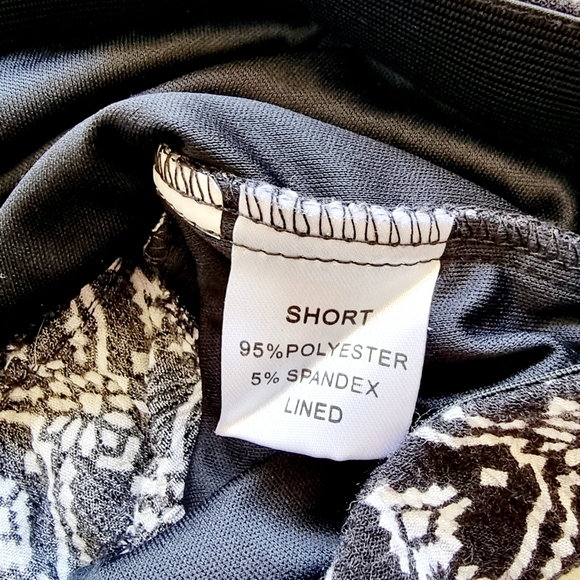 SHORT
95% POLYESTER
5% SPANDEX
LINED